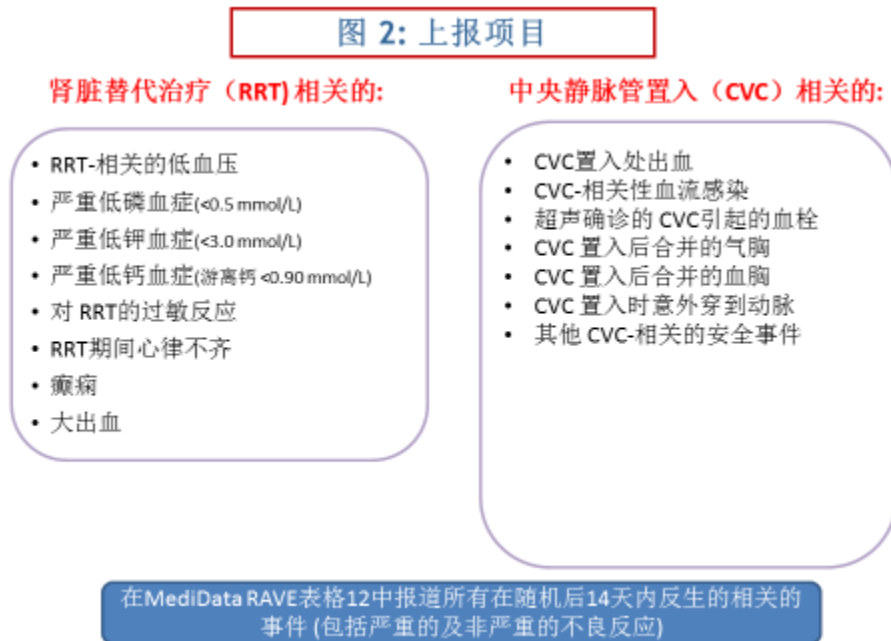 图 2: 上报项目
肾脏替代治疗（RRT) 相关的:
• RRT-相关的低血压
• 严重低磷血症(<0.5 mmol/L)
• 严重低钾血症(<3.0 mmol/L)
• 严重低钙血症(游离钙 <0.90 mmol/L)
• 对 RRT的过敏反应
• RRT期间心律不齐
• 癫痫
• 大出血
中央静脉管置入（CVC）相关的:
• CVC置入处出血
• CVC-相关性血流感染
• 超声确诊的 CVC引起的血栓
• CVC 置入后合并的气胸
• CVC 置入后合并的血胸
• CVC 置入时意外穿到动脉
• 其他 CVC-相关的安全事件
在MediData RAVE表格12中报道所有在随机后14天内反生的相关的
事件 (包括严重的及非严重的不良反应)